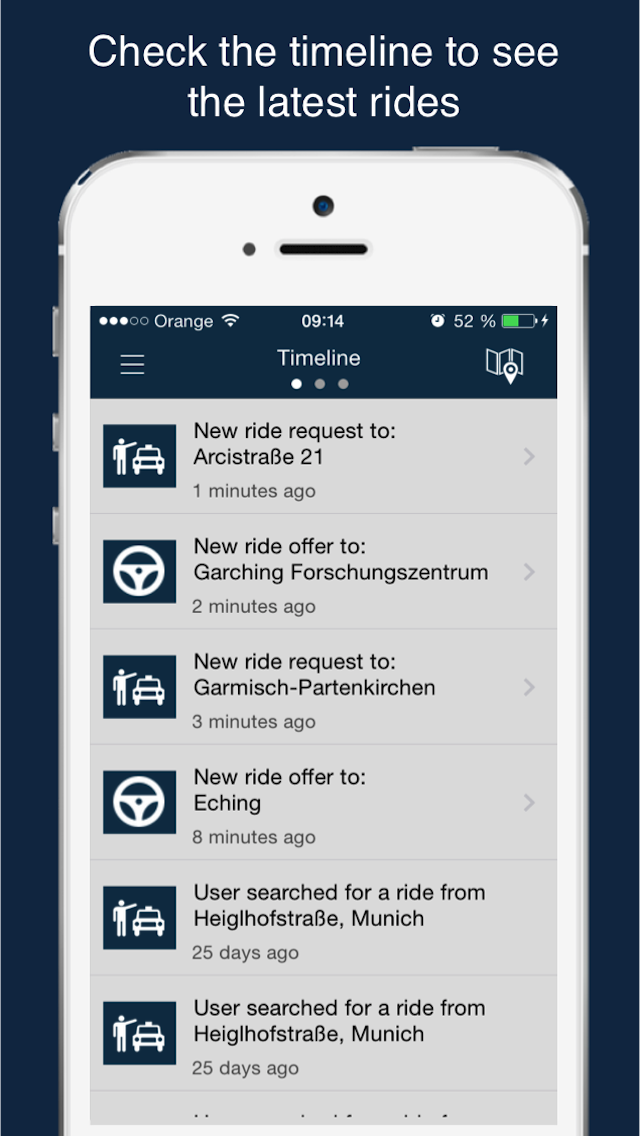 Check the timeline to see
the latest rides
Orange
09:14
52 %
Timeline
New ride request to:
Arcistraße 21
1 minutes ago
New ride offer to:
Garching Forschungszentrum
2 minutes ago
New ride request to:
Garmisch-Partenkirchen
3 minutes ago
New ride offer to:
Eching
8 minutes ago
User searched for a ride from
Heiglhofstraße, Munich
25 days ago
User searched for a ride from
Heiglhofstraße, Munich
25 days ago